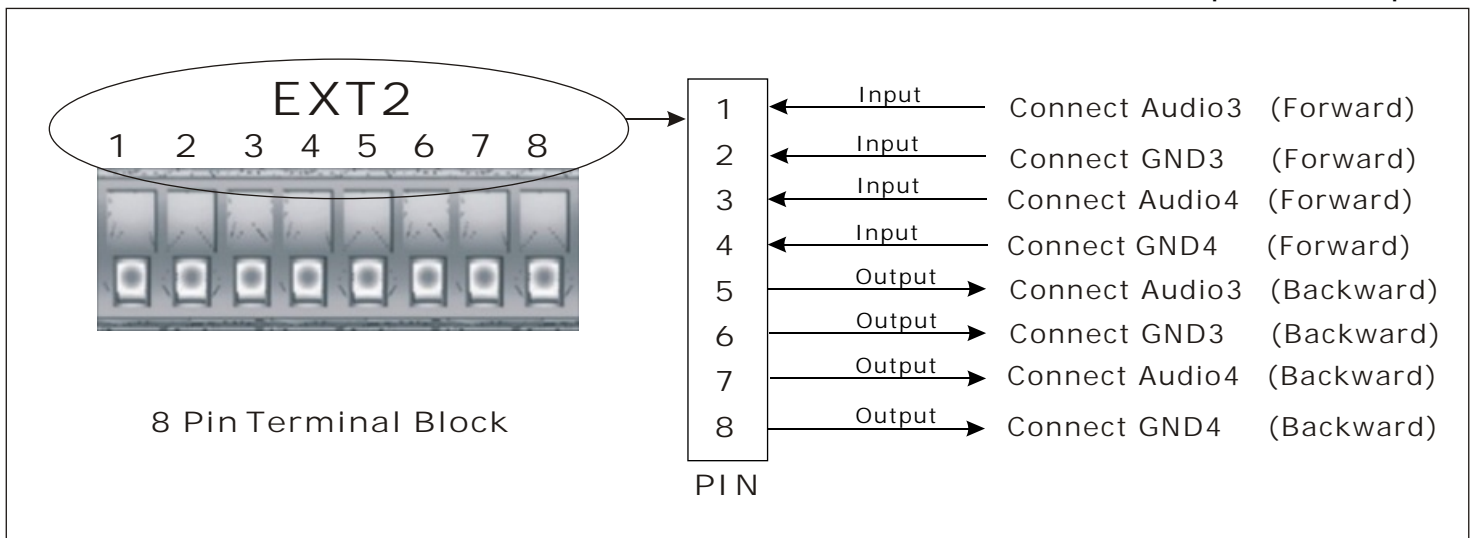 EXT2
1 2 3 4 5 6 7 8
8 Pin Terminal Block
1 Input Connect Audio3 (Forward)
2 Input Connect GND3 (Forward)
3 Input Connect Audio4 (Forward)
4 Input Connect GND4 (Forward)
5 Output Connect Audio3 (Backward)
6 Output Connect GND3 (Backward)
7 Output Connect Audio4 (Backward)
8 Output Connect GND4 (Backward)
PIN